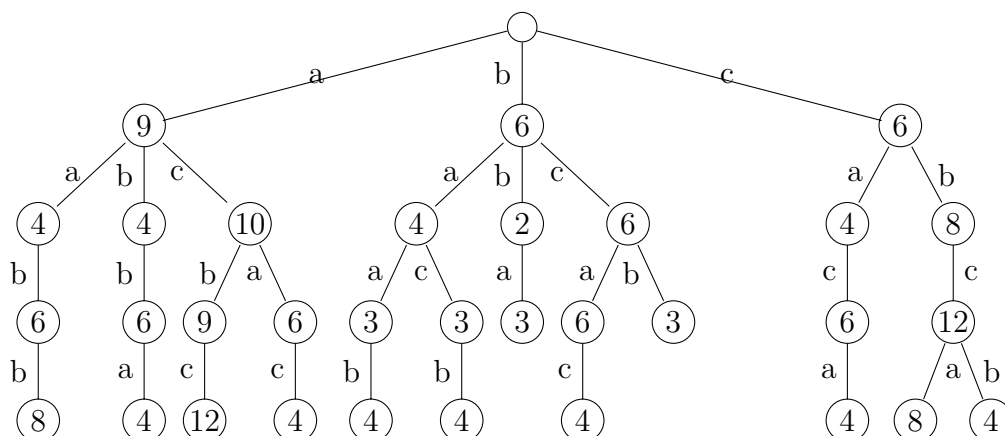 a b c
9 6 6
a b c a b c a b
4 4 10 4 2 6 4 8
b b b a a c a a b c c
6 6 9 6 3 3 3 6 3 6 12
b a c c b b c a a b
8 4 12 4 4 4 4 4 8 4